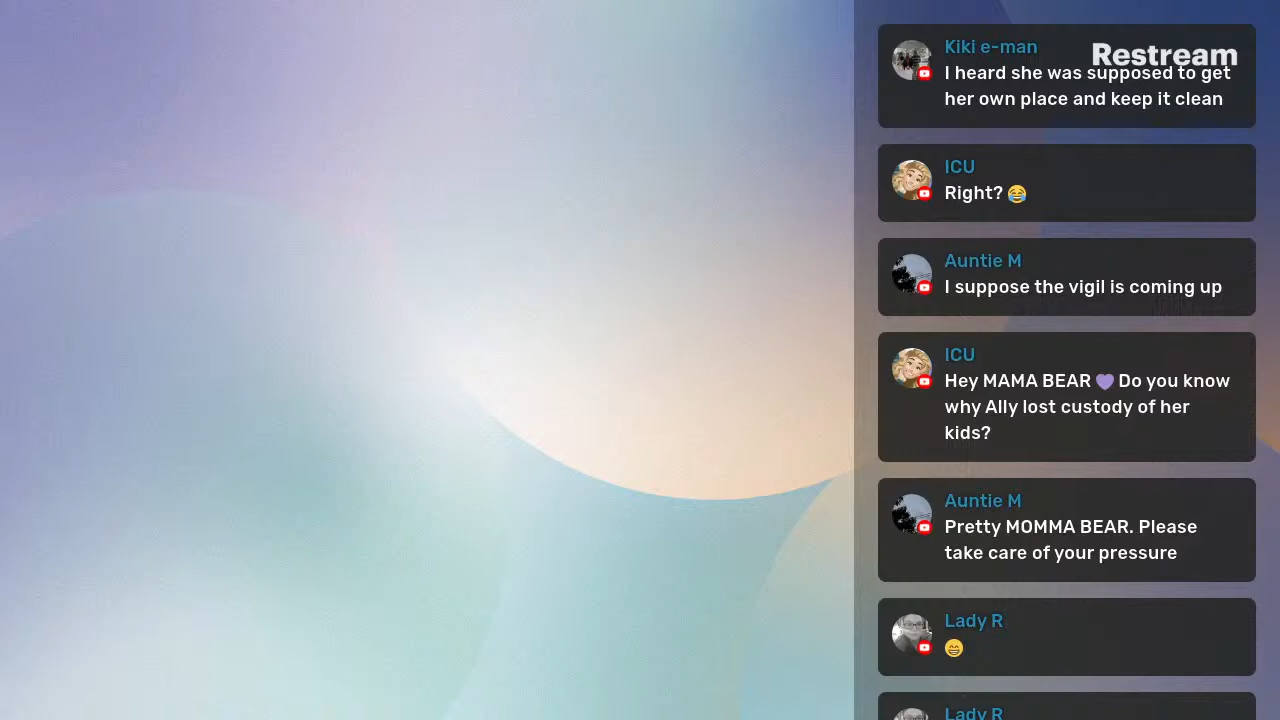 Restream
Kiki e-man
I heard she was supposed to get
her own place and keep it clean
ICU
Right? 😂
Auntie M
I suppose the vigil is coming up
ICU
Hey MAMA BEAR 💜 Do you know
why Ally lost custody of her
kids?
Auntie M
Pretty MOMMA BEAR. Please
take care of your pressure
Lady R
😁
Lady R